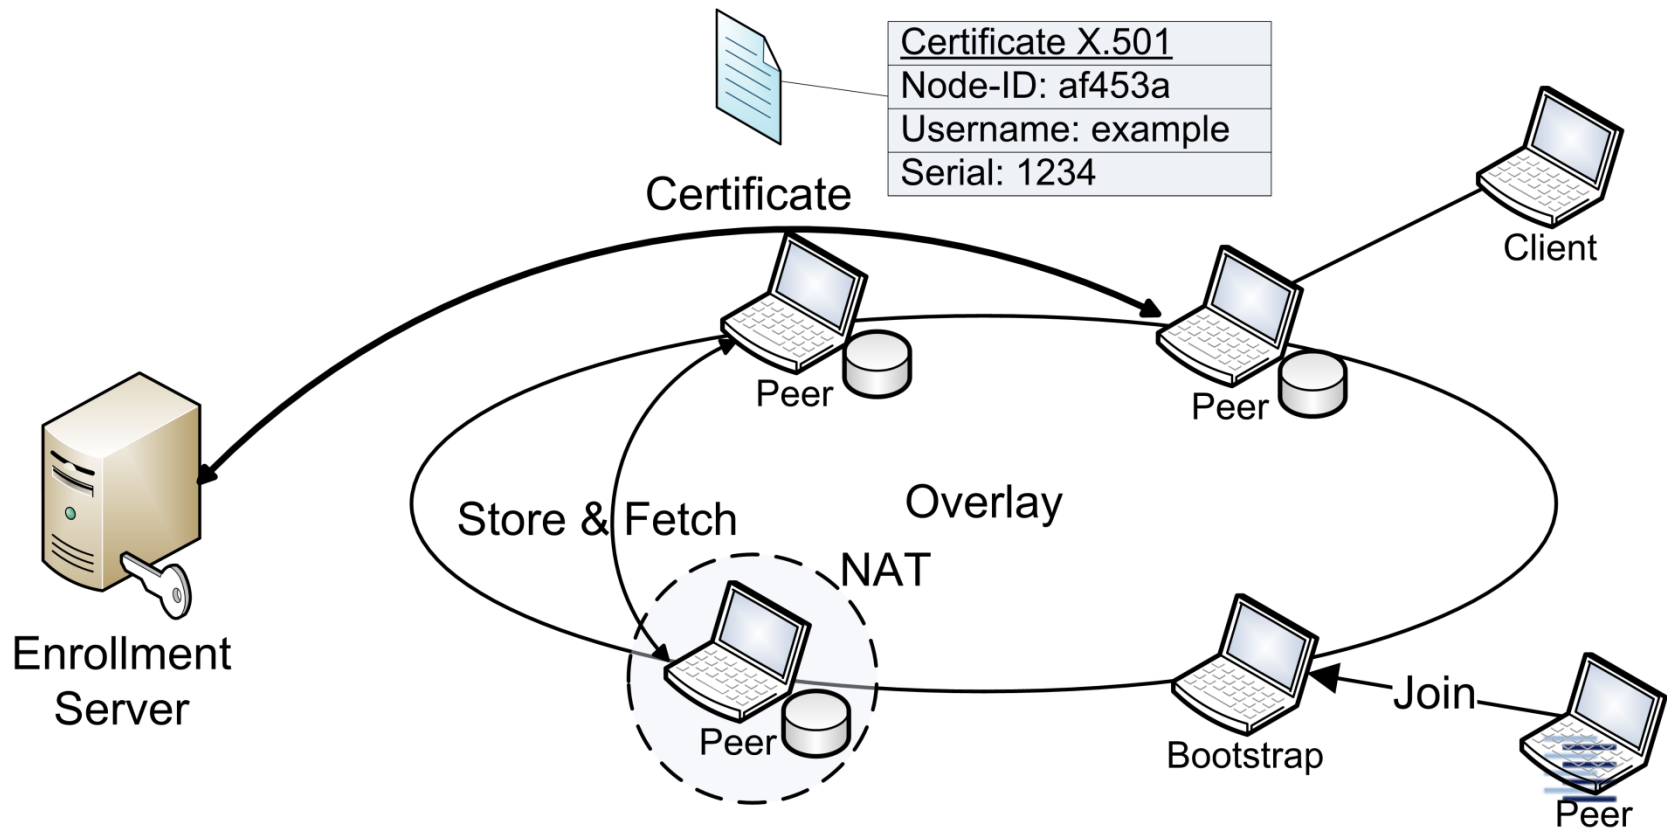 Certificate X.501
Node-ID: af453a
Username: example
Serial: 1234
Certificate
Client
Peer
Peer
Store & Fetch
Overlay
NAT
Enrollment
Server
Peer
Bootstrap
Join
Peer